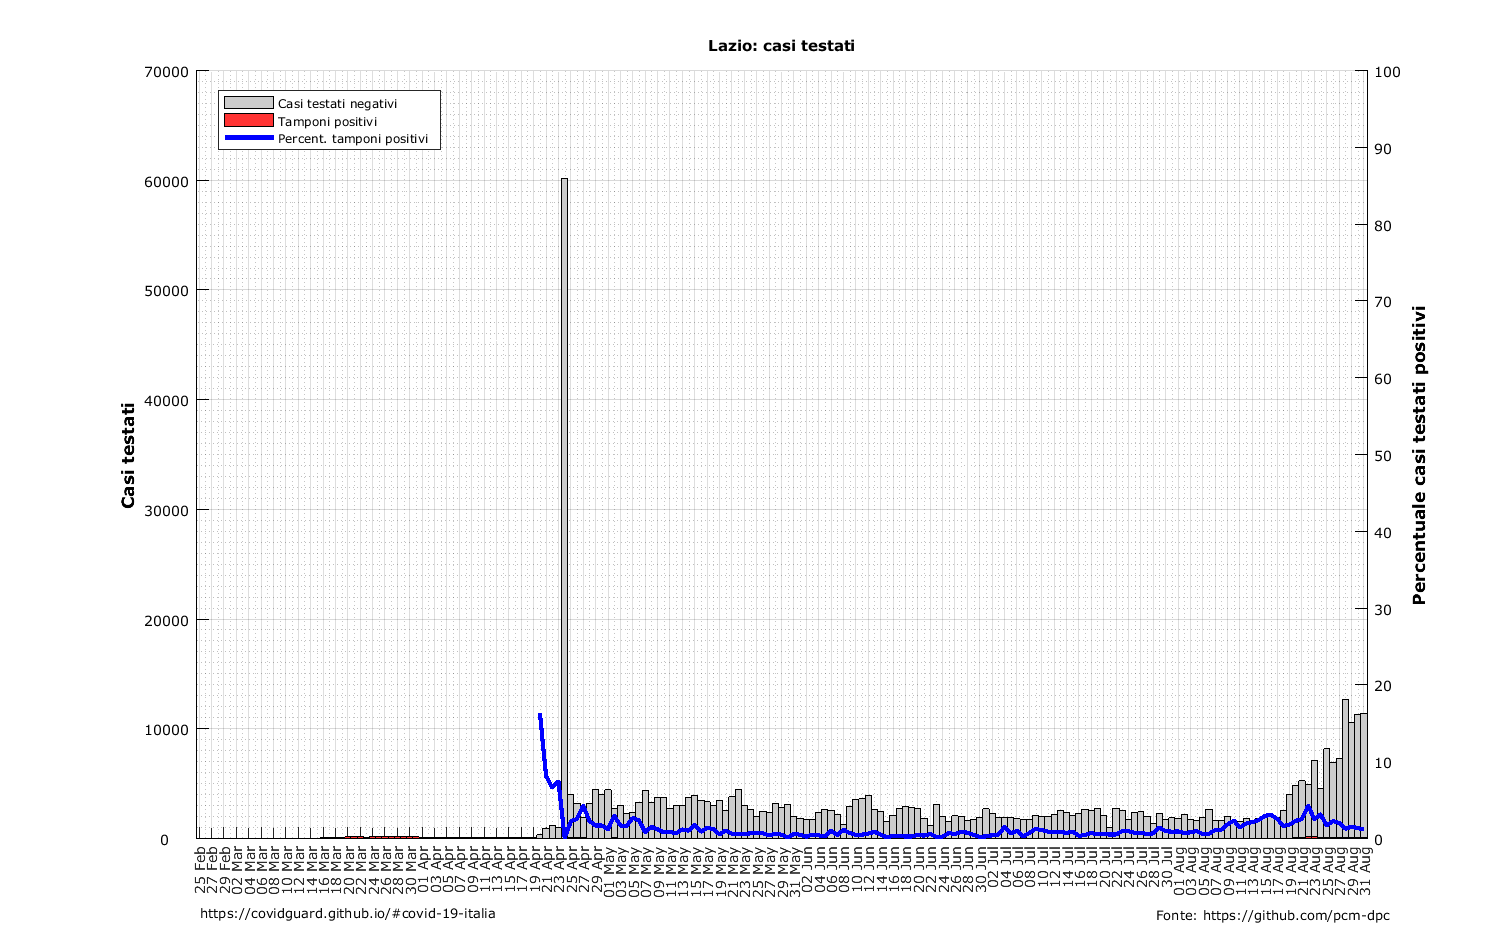 Lazio: casi testati
Casi testati negativi
Tamponi positivi
Percent. tamponi positivi
70000
60000
50000
40000
30000
20000
10000
0
Casi testati
100
90
80
70
60
50
40
30
20
10
0
Percentuale casi testati positivi
25 Feb
27 Feb
29 Feb
02 Mar
04 Mar
06 Mar
08 Mar
10 Mar
12 Mar
14 Mar
16 Mar
18 Mar
20 Mar
22 Mar
24 Mar
26 Mar
28 Mar
30 Mar
01 Apr
03 Apr
05 Apr
07 Apr
09 Apr
11 Apr
13 Apr
15 Apr
17 Apr
19 Apr
21 Apr
23 Apr
25 Apr
27 Apr
29 Apr
01 May
03 May
05 May
07 May
09 May
11 May
13 May
15 May
17 May
19 May
21 May
23 May
25 May
27 May
29 May
31 May
02 Jun
04 Jun
06 Jun
08 Jun
10 Jun
12 Jun
14 Jun
16 Jun
18 Jun
20 Jun
22 Jun
24 Jun
26 Jun
28 Jun
30 Jun
02 Jul
04 Jul
06 Jul
08 Jul
10 Jul
12 Jul
14 Jul
16 Jul
18 Jul
20 Jul
22 Jul
24 Jul
26 Jul
28 Jul
30 Jul
01 Aug
03 Aug
05 Aug
07 Aug
09 Aug
11 Aug
13 Aug
15 Aug
17 Aug
19 Aug
21 Aug
23 Aug
25 Aug
27 Aug
29 Aug
31 Aug
https://covidguard.github.io/#covid-19-italia
Fonte: https://github.com/pcm-dpc